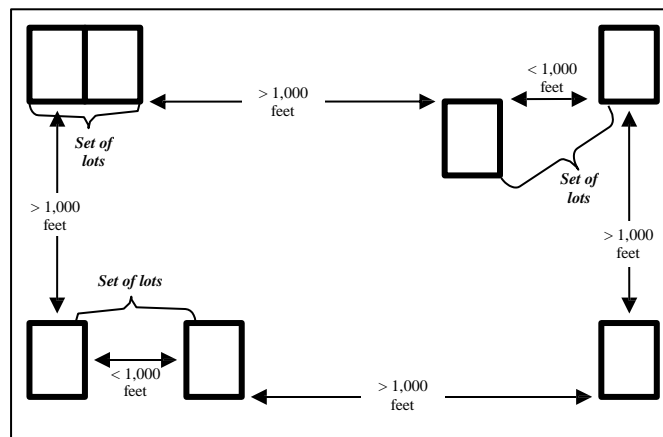 < 1,000
feet
> 1,000
feet
Set of
lots
Set of
lots
> 1,000
feet
> 1,000
feet
Set of lots
< 1,000
feet
> 1,000
feet